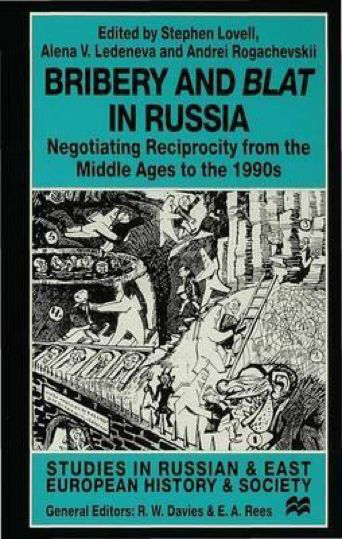 Edited by Stephen Lovell,
Alena V. Ledeneva and Andrei Rogachevskii
BRIBERY AND BLAT
IN RUSSIA
Negotiating Reciprocity from the
Middle Ages to the 1990s
STUDIES IN RUSSIAN & EAST
EUROPEAN HISTORY & SOCIETY
General Editors: R. W. Davies & E. A. Rees